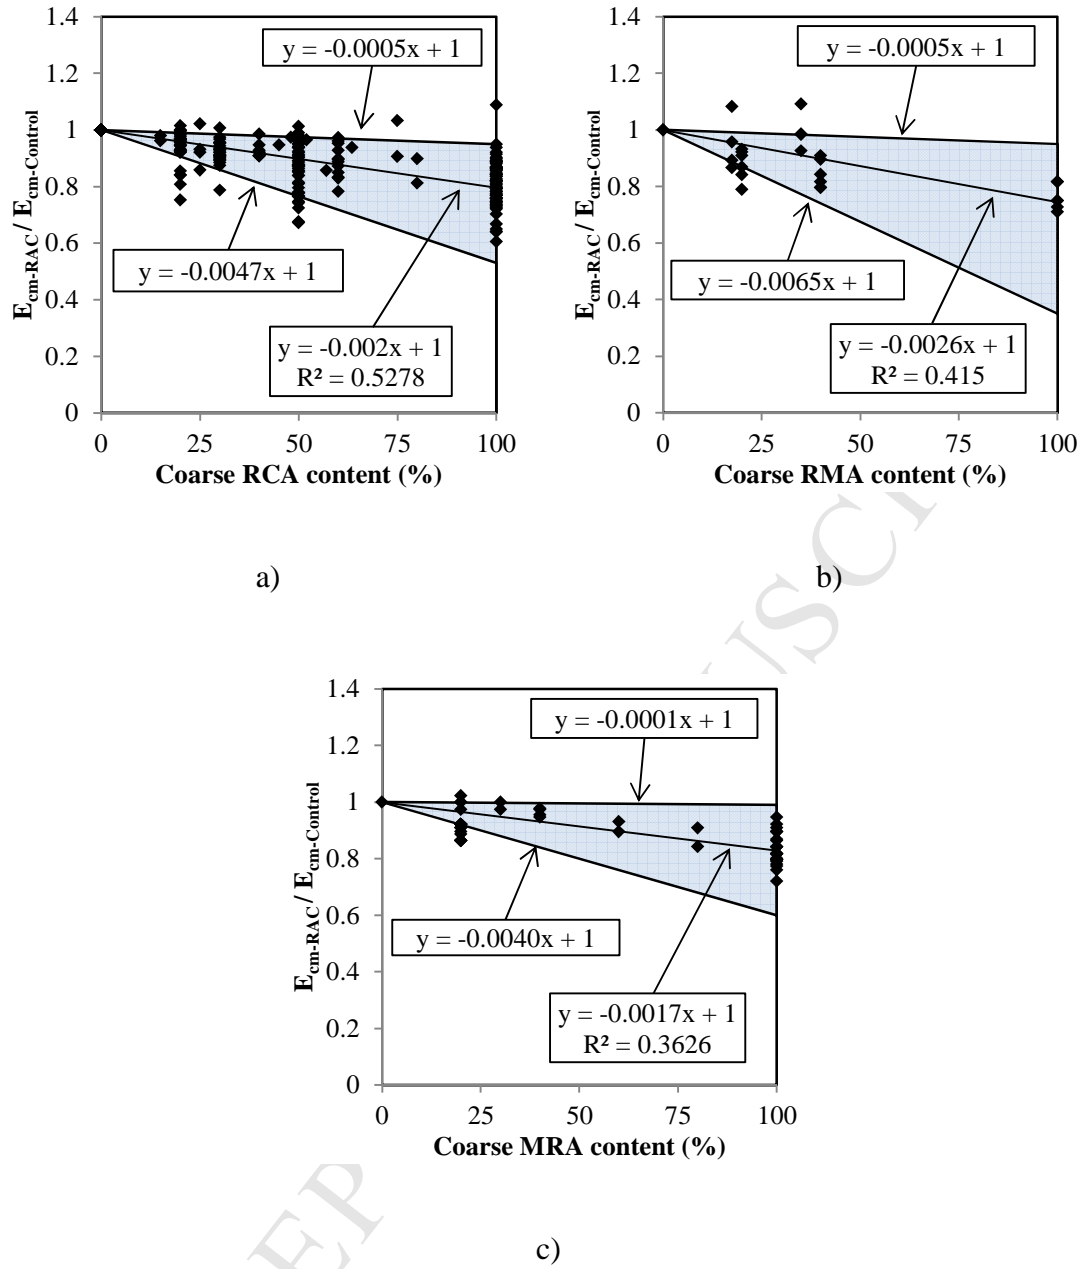 1.4
1.2
1
0.8
0.6
0.4
0.2
0
E_cm-RAC / E_cm-Control
y = -0.0005x + 1
y = -0.0047x + 1
y = -0.002x + 1
R² = 0.5278
0 25 50 75 100
Coarse RCA content (%)
a)
1.4
1.2
1
0.8
0.6
0.4
0.2
0
E_cm-RAC / E_cm-Control
y = -0.0005x + 1
y = -0.0065x + 1
y = -0.0026x + 1
R² = 0.415
0 25 50 75 100
Coarse RMA content (%)
b)
1.4
1.2
1
0.8
0.6
0.4
0.2
0
E_cm-RAC / E_cm-Control
y = -0.0001x + 1
y = -0.0040x + 1
y = -0.0017x + 1
R² = 0.3626
0 25 50 75 100
Coarse MRA content (%)
c)